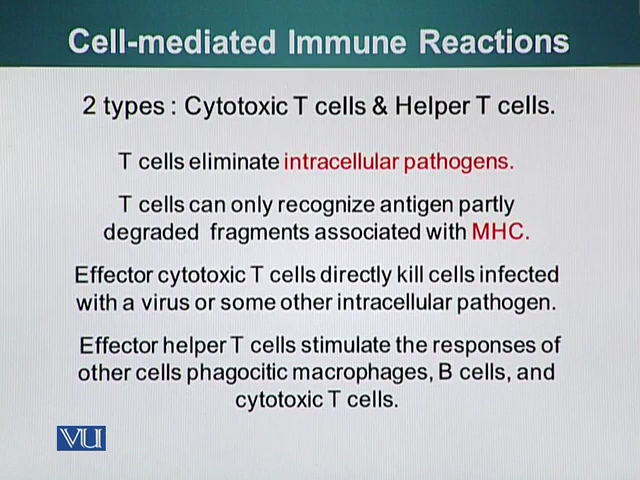 Cell-mediated Immune Reactions
2 types : Cytotoxic T cells & Helper T cells.
T cells eliminate intracellular pathogens.
T cells can only recognize antigen partly
degraded fragments associated with MHC.
Effector cytotoxic T cells directly kill cells infected
with a virus or some other intracellular pathogen.
Effector helper T cells stimulate the responses of
other cells phagocitic macrophages, B cells, and
cytotoxic T cells.
VU